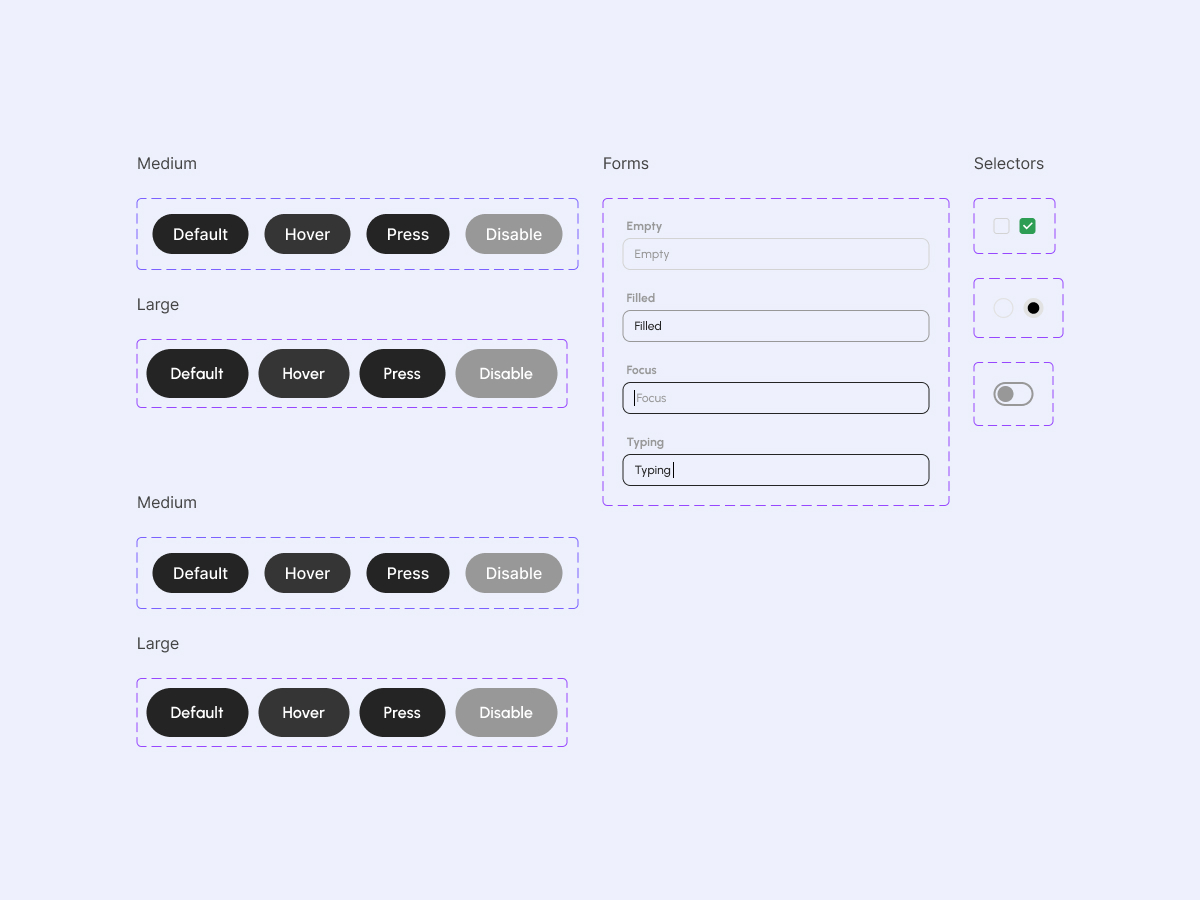 Medium
Default Hover Press Disable
Large
Default Hover Press Disable
Medium
Default Hover Press Disable
Large
Default Hover Press Disable
Forms
Empty
Empty
Filled
Filled
Focus
Focus
Typing
Typing
Selectors